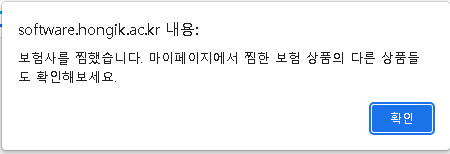 software.hongik.ac.kr 내용:
보험사를 찜했습니다. 마이페이지에서 찜한 보험 상품의 다른 상품들
도 확인해보세요.
확인